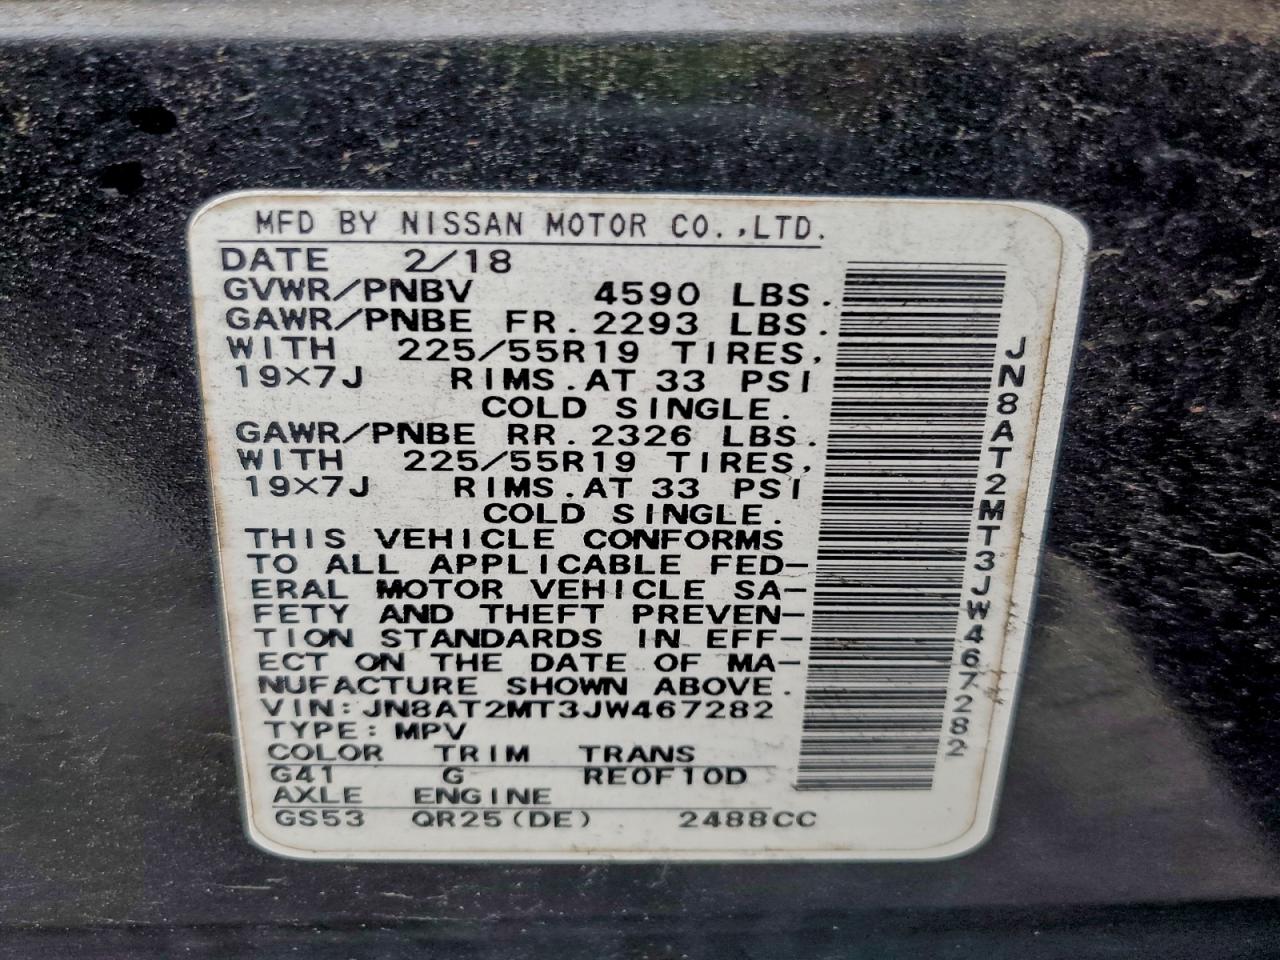 MFD BY NISSAN MOTOR CO.,LTD.
DATE 2/18
GVWR/PNBV 4590 LBS.
GAWR/PNBE FR. 2293 LBS.
WITH 225/55R19 TIRES,
19×7J RIMS.AT 33 PSI
COLD SINGLE.
GAWR/PNBE RR. 2326 LBS.
WITH 225/55R19 TIRES,
19×7J RIMS.AT 33 PSI
COLD SINGLE.
THIS VEHICLE CONFORMS
TO ALL APPLICABLE FED-
ERAL MOTOR VEHICLE SA-
FETY AND THEFT PREVEN-
TION STANDARDS IN EFF-
ECT ON THE DATE OF MA-
NUFACTURE SHOWN ABOVE.
VIN: JN8AT2MT3JW467282
TYPE: MPV
COLOR TRIM TRANS
G41 G RE0F10D
AXLE ENGINE
GS53 QR25(DE) 2488CC
JN8AT2MT3JW467282